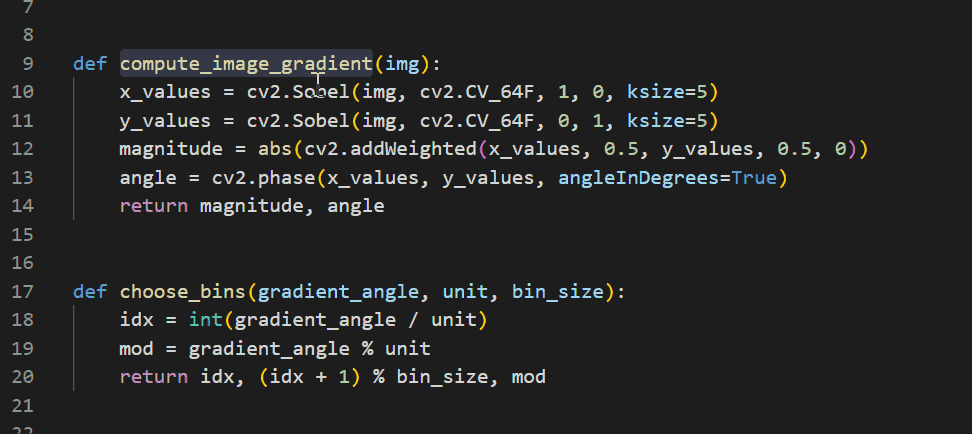 7
8
9 def compute_image_gradient(img):
10     x_values = cv2.Sobel(img, cv2.CV_64F, 1, 0, ksize=5)
11     y_values = cv2.Sobel(img, cv2.CV_64F, 0, 1, ksize=5)
12     magnitude = abs(cv2.addWeighted(x_values, 0.5, y_values, 0.5, 0))
13     angle = cv2.phase(x_values, y_values, angleInDegrees=True)
14     return magnitude, angle
15
16
17 def choose_bins(gradient_angle, unit, bin_size):
18     idx = int(gradient_angle / unit)
19     mod = gradient_angle % unit
20     return idx, (idx + 1) % bin_size, mod
21
22